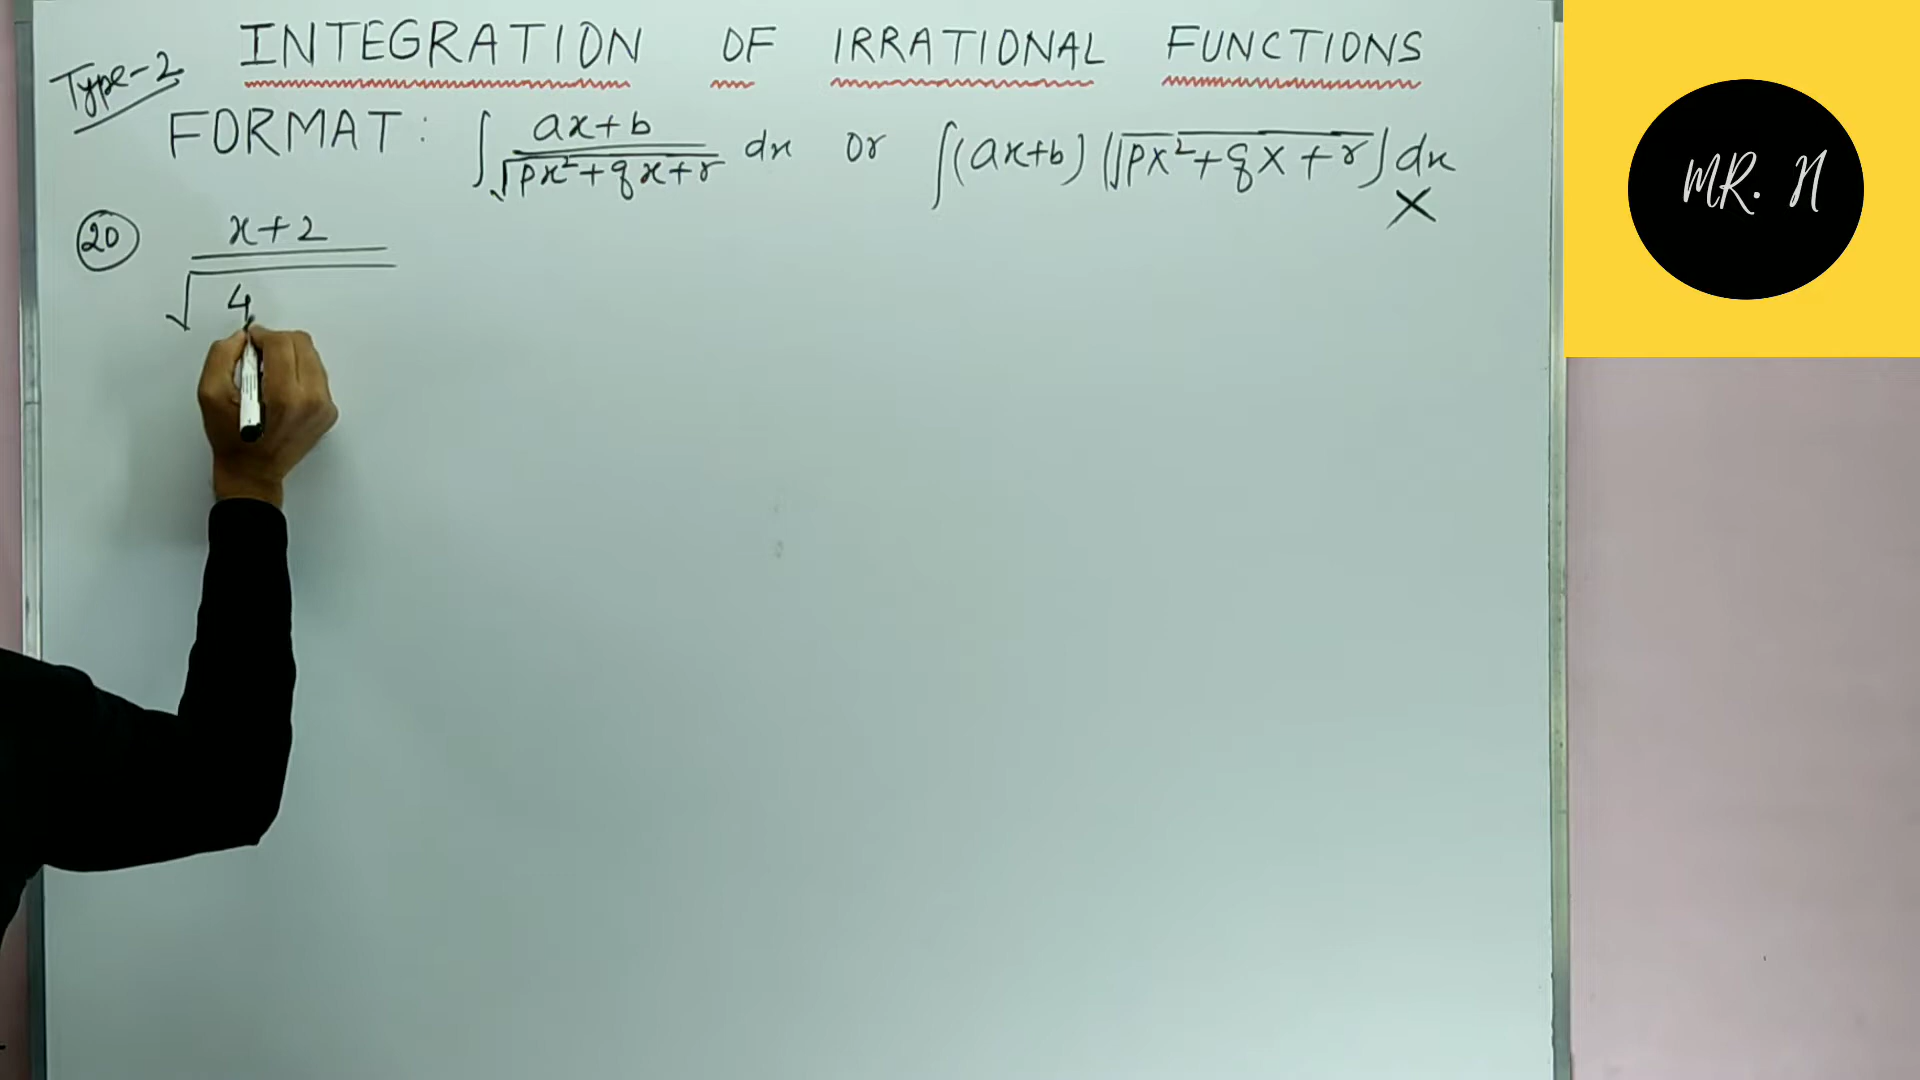 INTEGRATION OF IRRATIONAL FUNCTIONS
Type-2
FORMAT: ∫ (ax+b)/√(px²+qx+r) dx or ∫(ax+b)(√(px²+qx+r))dx
X
20 x+2
√4
MR. N